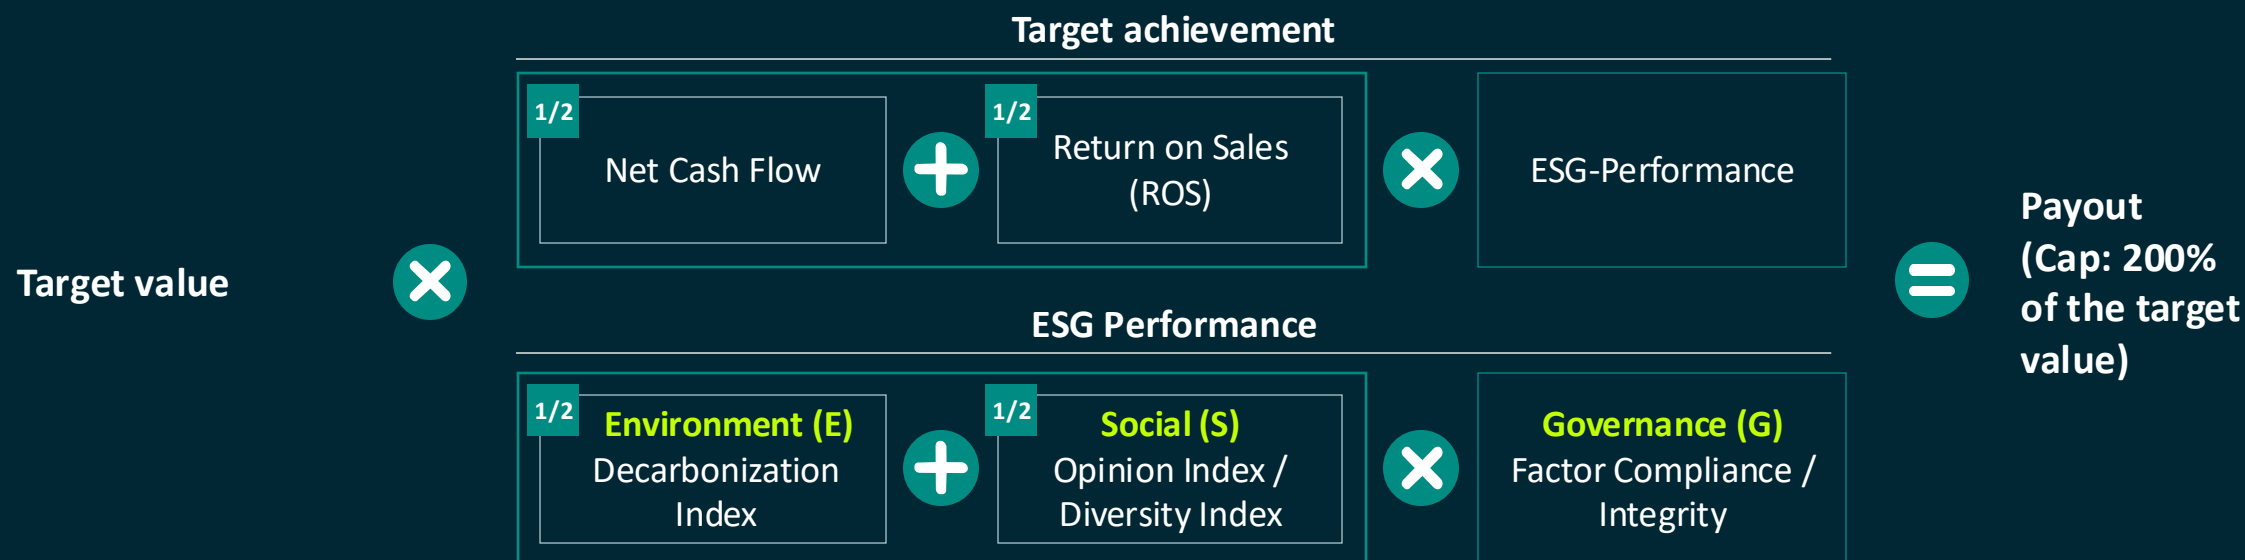 Target achievement
1/2
Net Cash Flow
1/2
Return on Sales
(ROS)
ESG-Performance
Target value
Payout
(Cap: 200%
of the target
value)
ESG Performance
1/2
Environment (E)
Decarbonization
Index
1/2
Social (S)
Opinion Index /
Diversity Index
Governance (G)
Factor Compliance /
Integrity